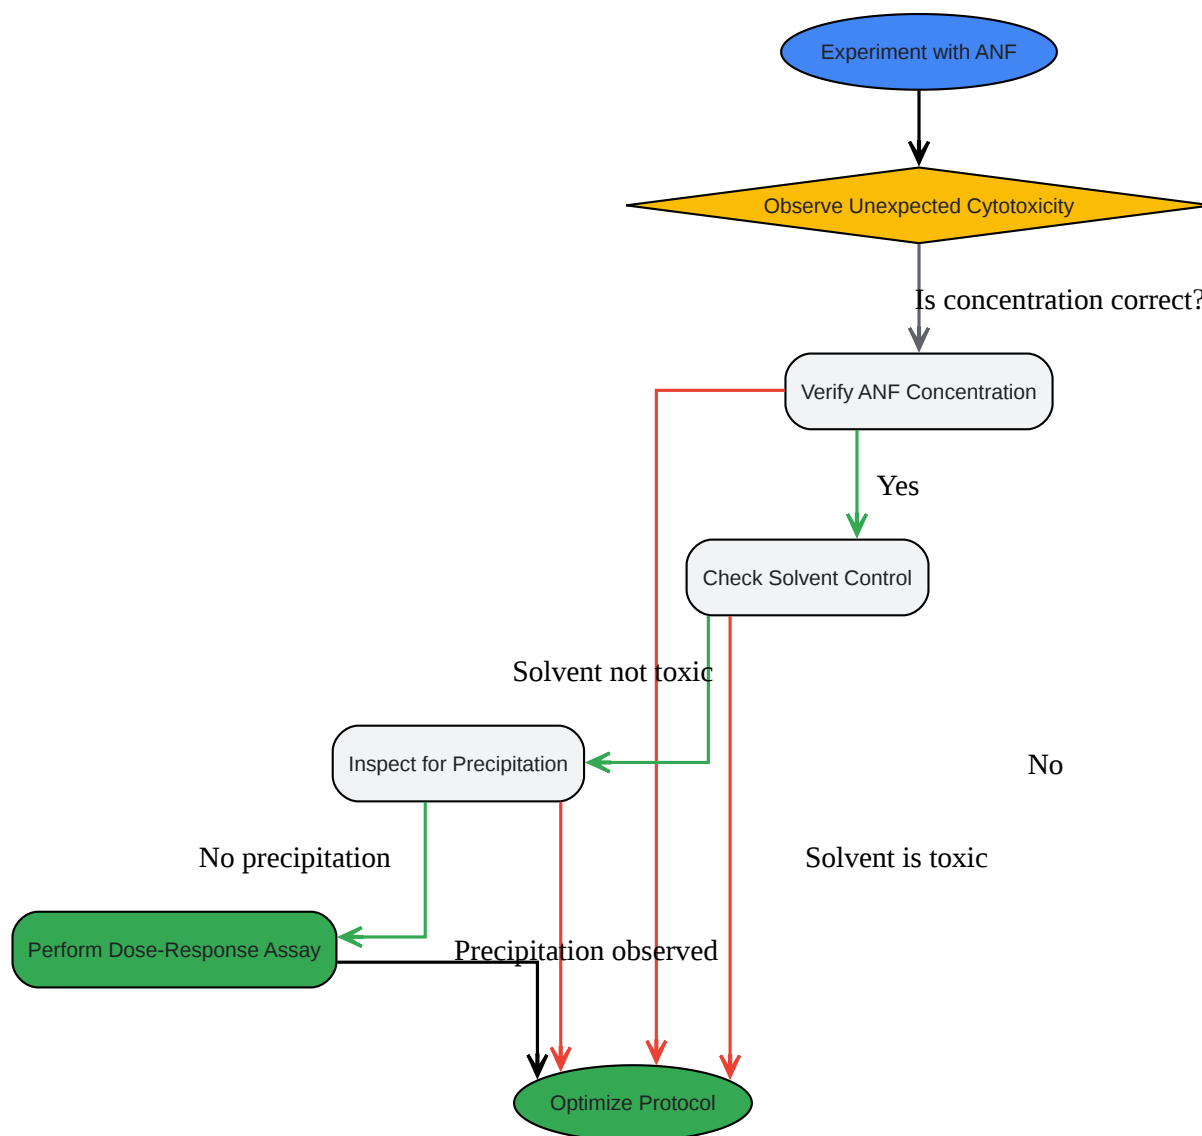 Experiment with ANF
Observe Unexpected Cytotoxicity
Is concentration correct?
Verify ANF Concentration
Yes
Check Solvent Control
Solvent not toxic
Inspect for Precipitation
No
No precipitation
Solvent is toxic
Perform Dose-Response Assay
Precipitation observed
Optimize Protocol